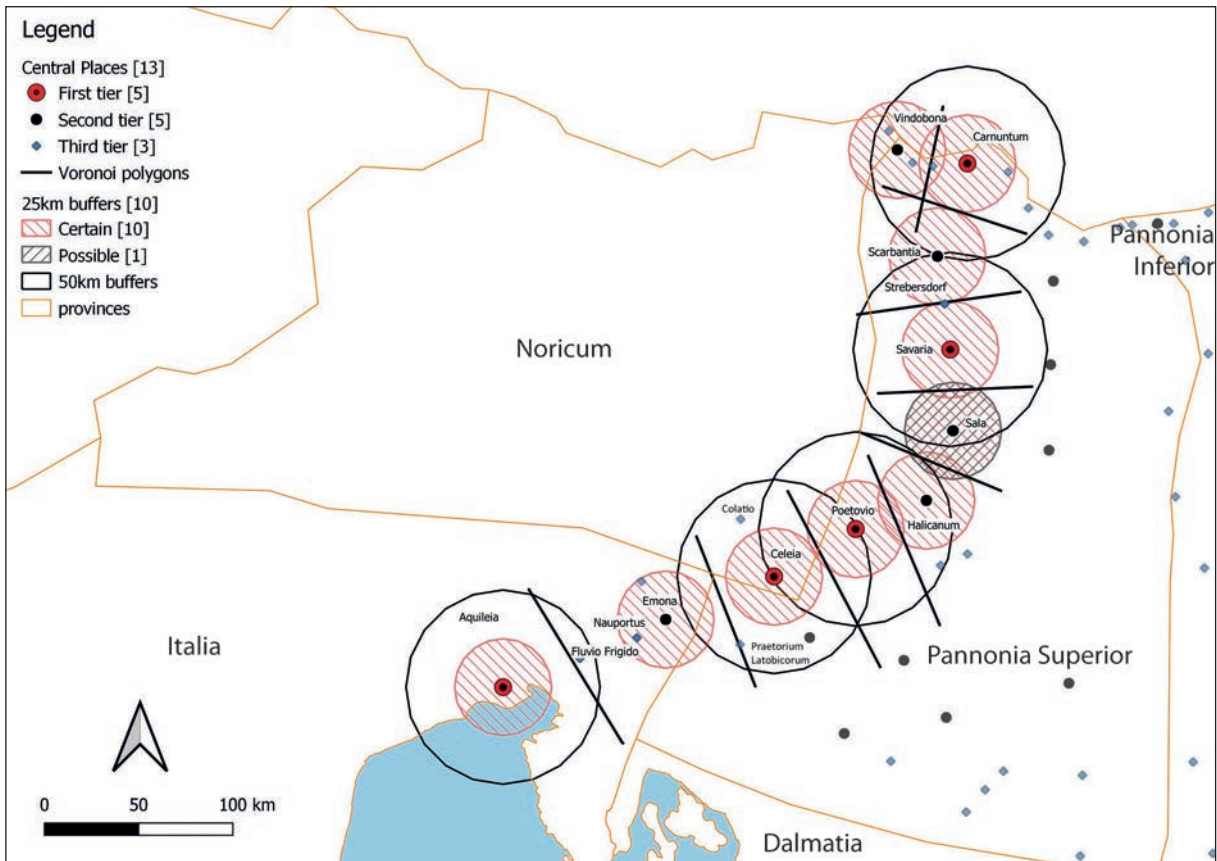 Legend
Central Places [13]
First tier [5]
Second tier [5]
Third tier [3]
Voronoi polygons
25km buffers [10]
Certain [10]
Possible [1]
50km buffers
provinces
Vindobona
Carnuntum
Scarbantia
Pannonia
Inferior
Strebersdorf
Noricum
Savaria
Sala
Colatio
Poetovio
Halicanum
Celeia
Emona
Aquileia
Nauportus
Fluvio Frigido
Italia
Praetorium
Latobicorum
Pannonia Superior
0 50 100 km
Dalmatia